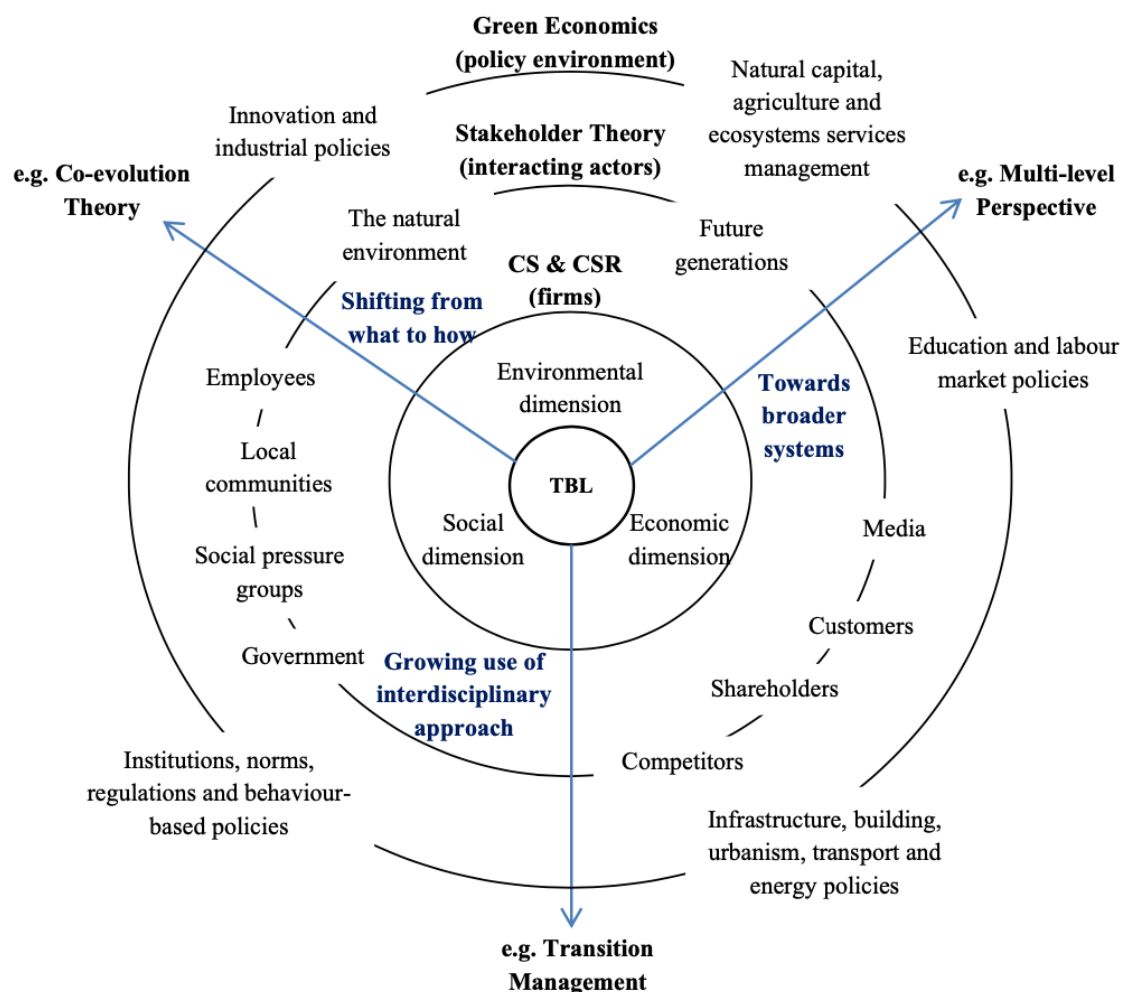 Green Economics
(policy environment)
Natural capital,
agriculture and
ecosystems services
management
Innovation and
industrial policies
Stakeholder Theory
(interacting actors)
e.g. Co-evolution
Theory
e.g. Multi-level
Perspective
The natural
environment
Future
generations
CS & CSR
(firms)
Shifting from
what to how
Education and labour
market policies
Employees
Environmental
dimension
Towards
broader
systems
Local
communities
TBL
Social
dimension
Economic
dimension
Media
Social pressure
groups
Customers
Government
Growing use of
interdisciplinary
approach
Shareholders
Competitors
Institutions, norms,
regulations and behaviour-
based policies
Infrastructure, building,
urbanism, transport and
energy policies
e.g. Transition
Management